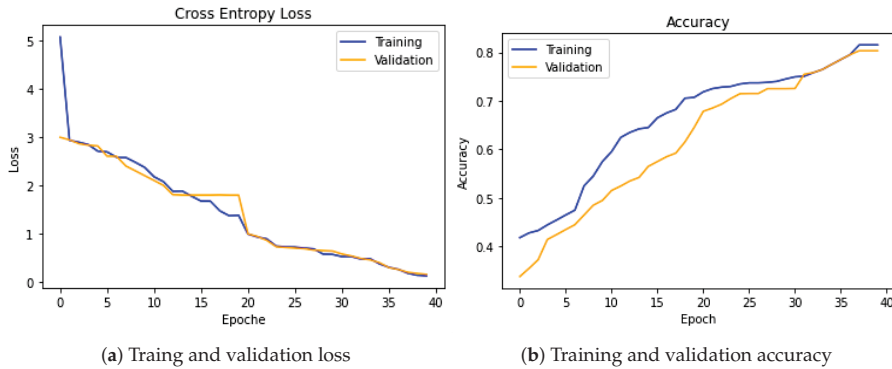 Cross Entropy Loss
5
4
3
2
1
0
Loss
Training
Validation
0 5 10 15 20 25 30 35 40
Epoche
(a) Traing and validation loss
Accuracy
0.8
0.7
0.6
0.5
0.4
Accuracy
Training
Validation
0 5 10 15 20 25 30 35 40
Epoch
(b) Training and validation accuracy